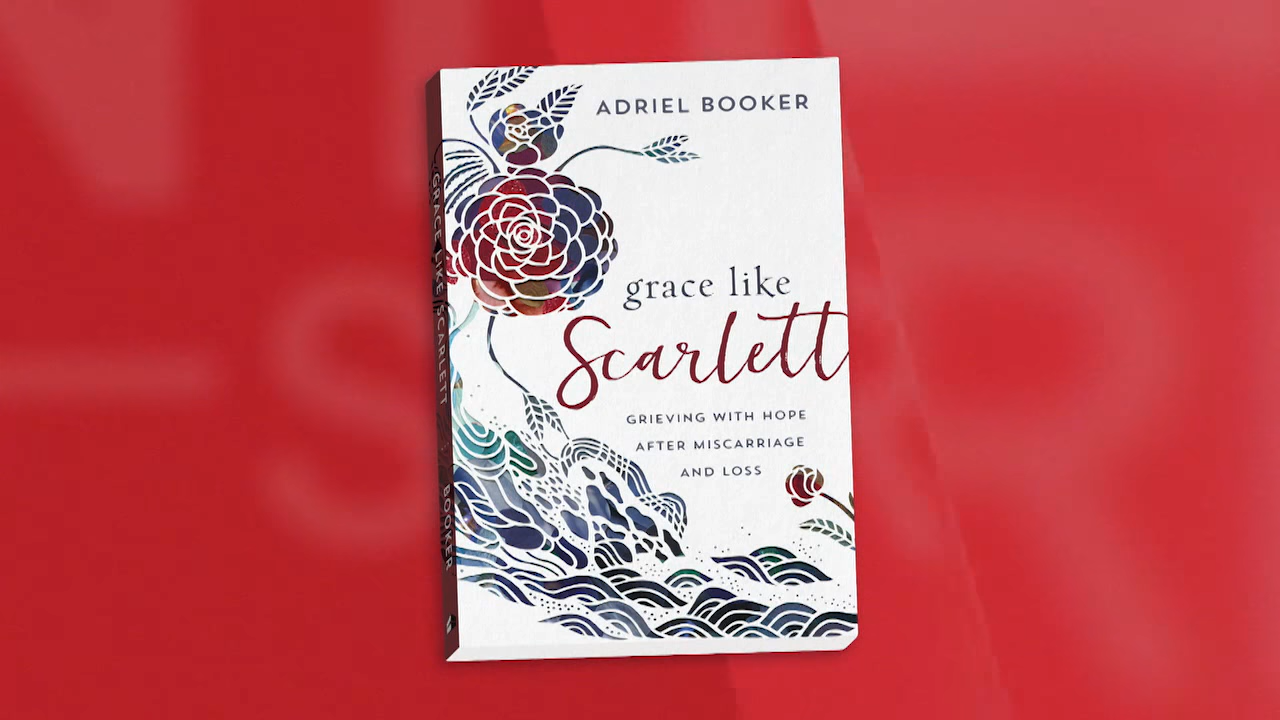 ADRIEL BOOKER
grace like
Scarlett
GRIEVING WITH HOPE
AFTER MISCARRIAGE
AND LOSS
GRACE LIKE SCARLETT
BOOKER